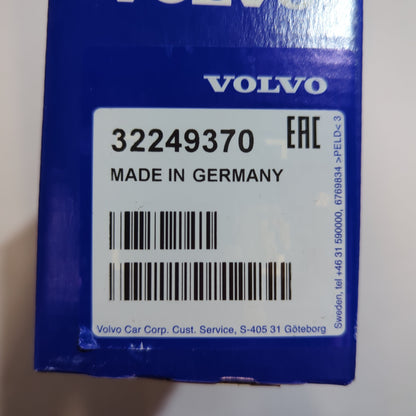 VOLVO
VOLVO
32249370
EAC
MADE IN GERMANY
Volvo Car Corp. Cust. Service, S-405 31 Göteborg
Sweden, tel +46 31 590000, 6769834 >PELD< 3